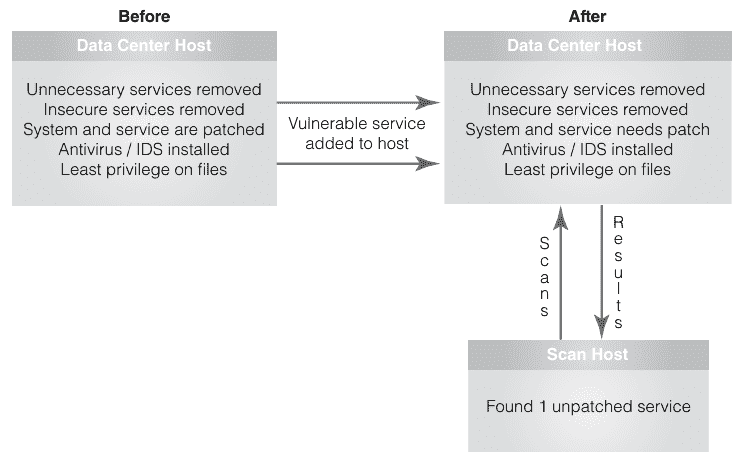 Before
Data Center Host
Unnecessary services removed
Insecure services removed
System and service are patched
Antivirus / IDS installed
Least privilege on files
Vulnerable service
added to host
After
Data Center Host
Unnecessary services removed
Insecure services removed
System and service needs patch
Antivirus / IDS installed
Least privilege on files
Scans
Results
Scan Host
Found 1 unpatched service